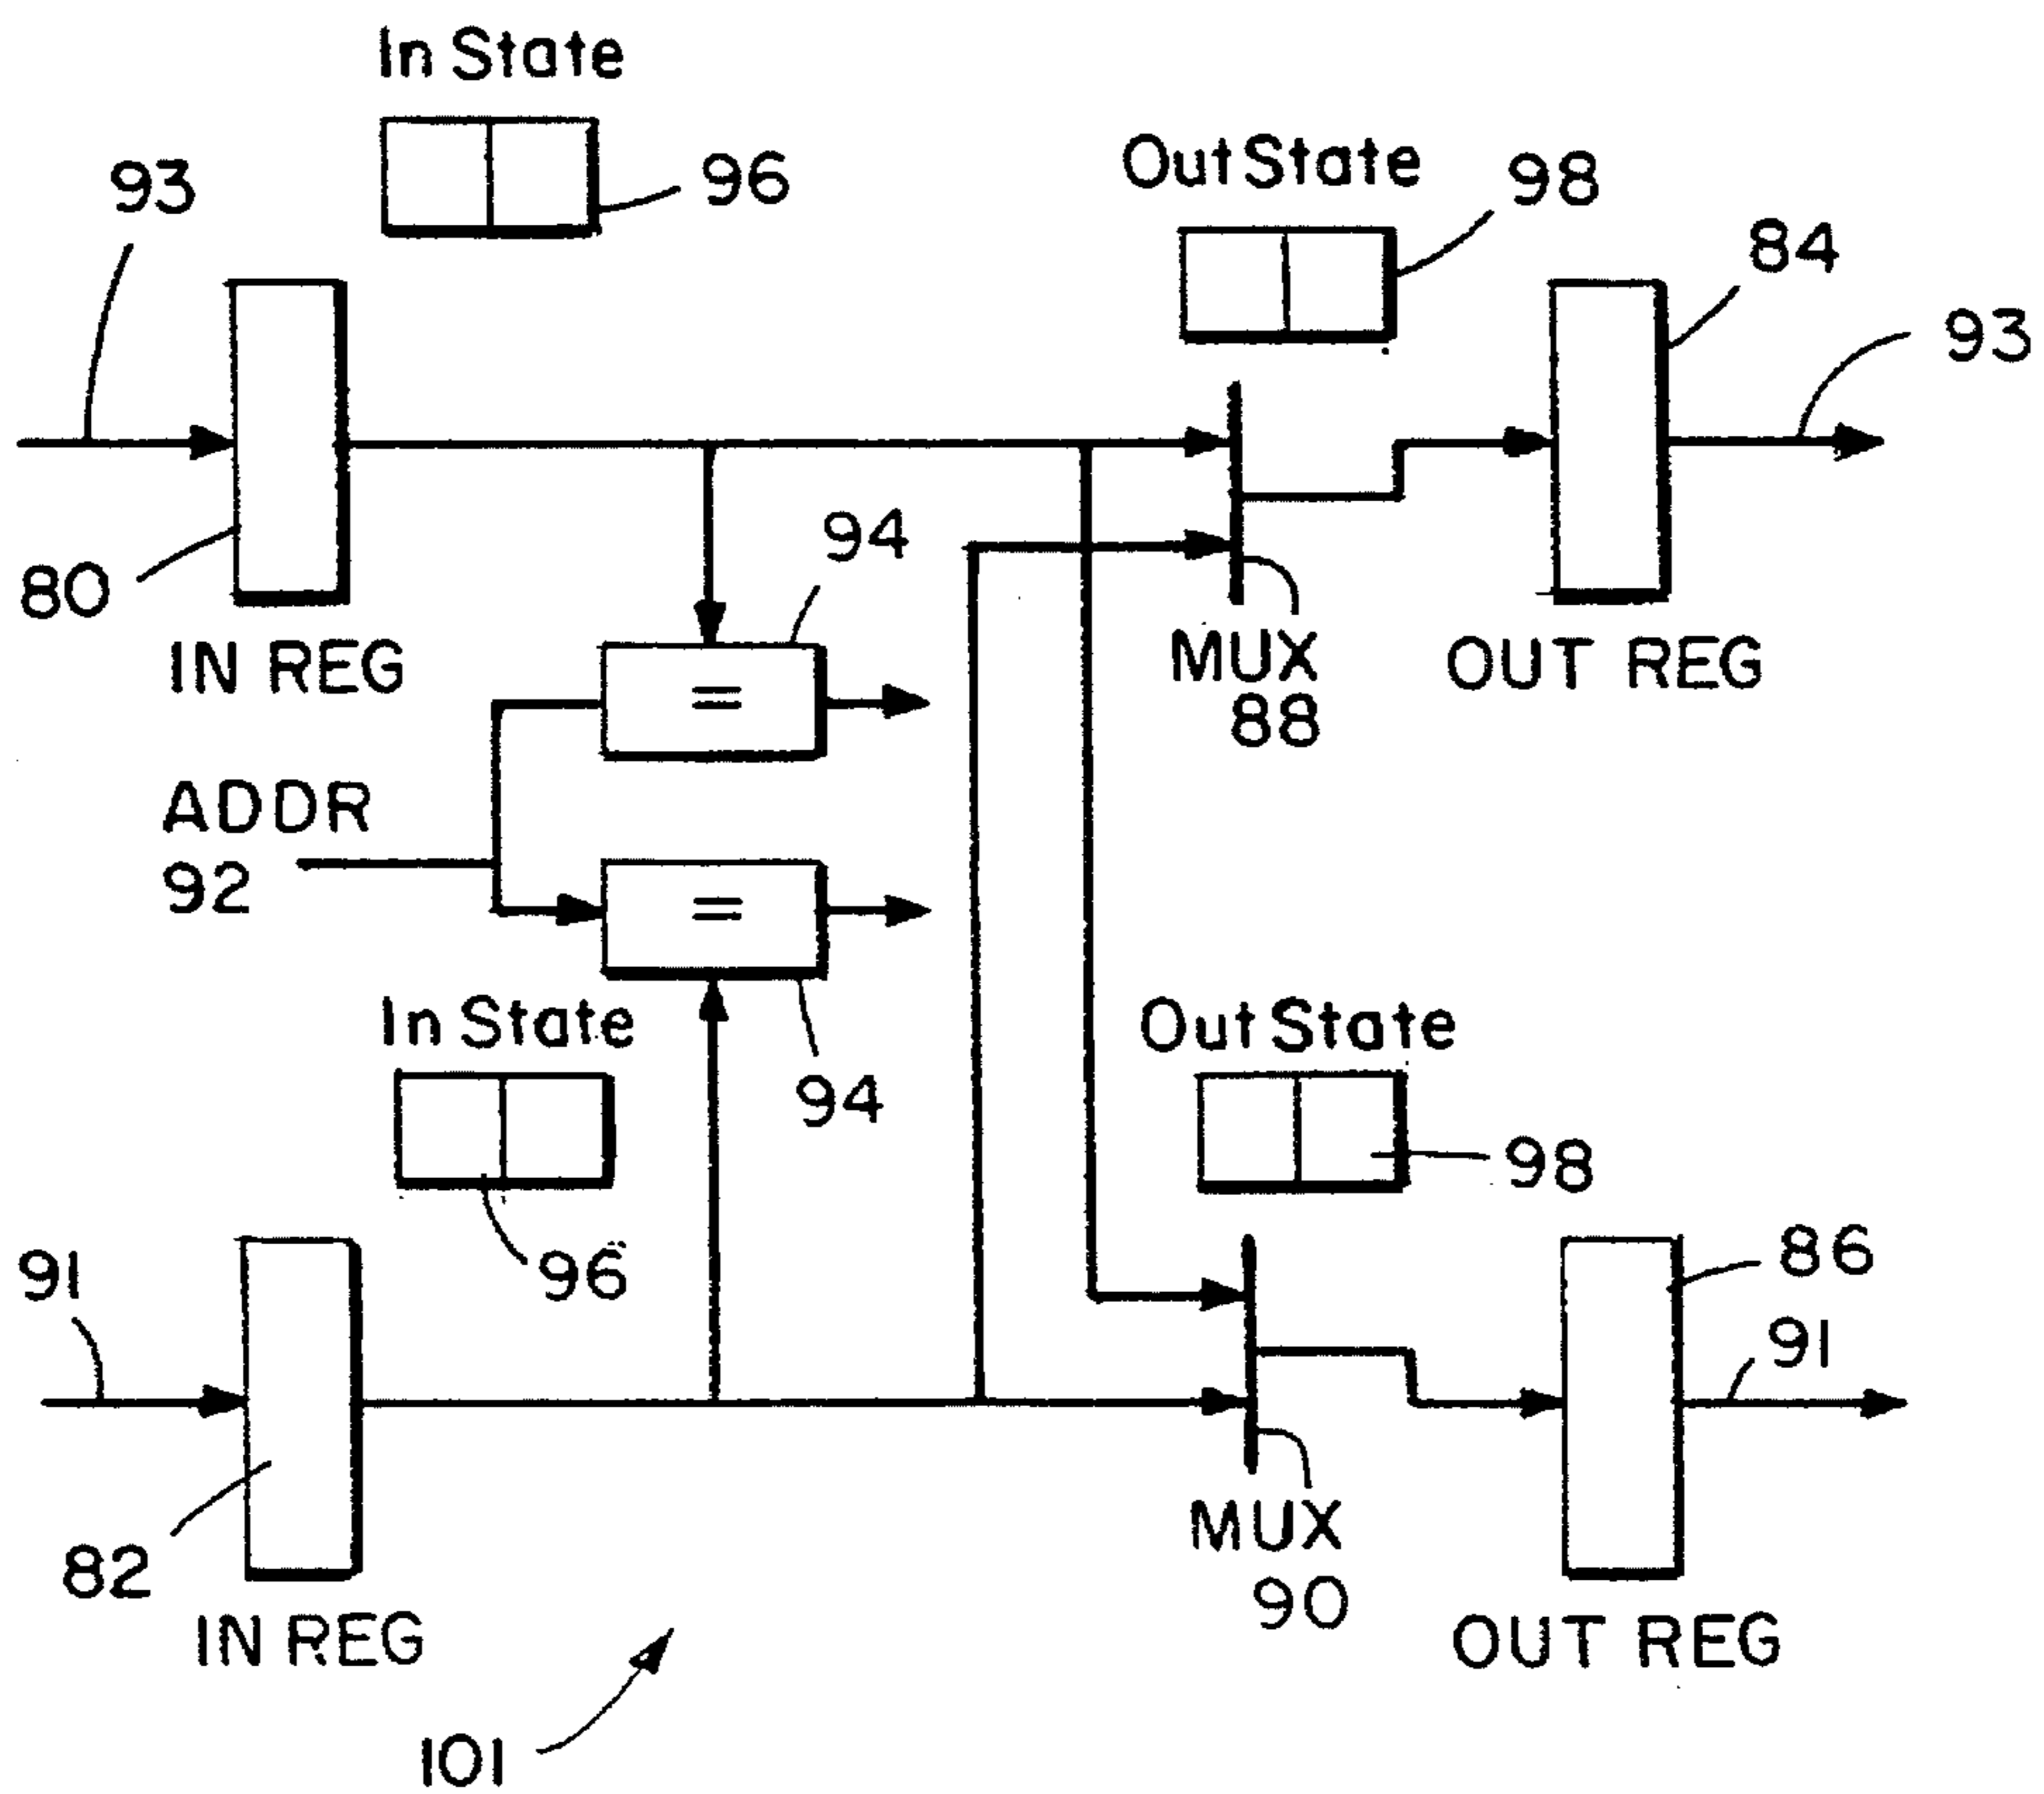 In State
93
96
Out State
98
84
93
80
IN REG
94
MUX
88
OUT REG
ADDR
92
In State
94
Out State
98
91
96
86
91
82
IN REG
MUX
90
OUT REG
101